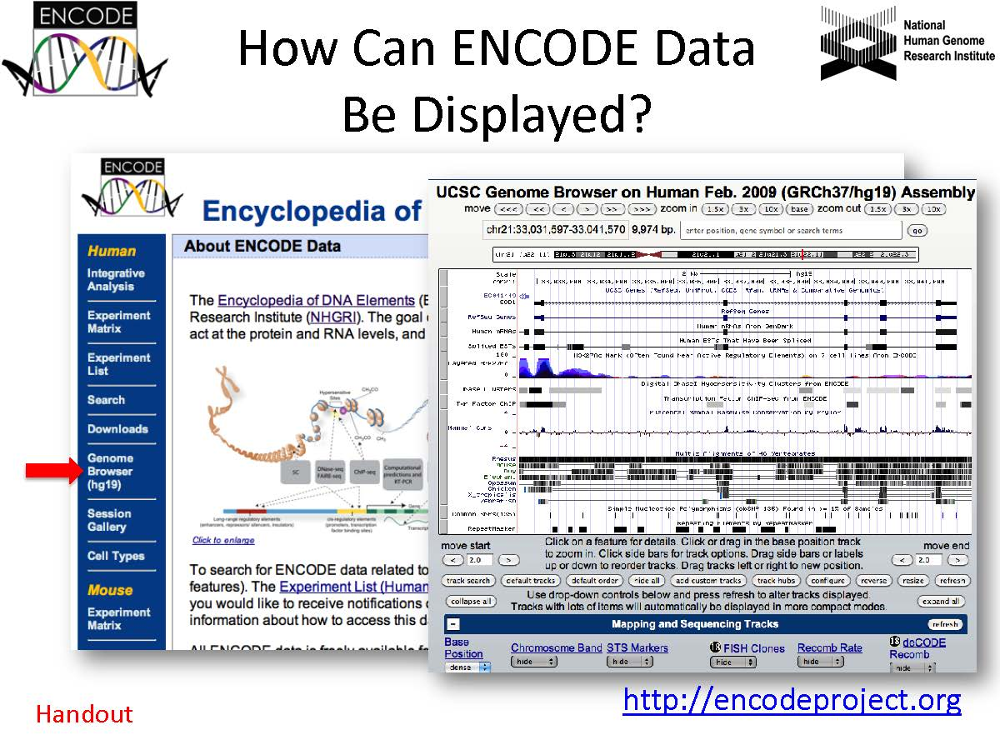 ENCODE
How Can ENCODE Data
Be Displayed?
National
Human Genome
Research Institute
ENCODE
Encyclopedia of
Human
Integrative
Analysis
Experiment
Matrix
Experiment
List
Search
Downloads
Genome
Browser
(hg19)
Session
Gallery
Cell Types
Mouse
Experiment
Matrix
About ENCODE Data
The Encyclopedia of DNA Elements (E
Research Institute (NHGRI). The goal
act at the protein and RNA levels, and
Hypersensitive
Sites
CH₃CO
CH₃CO
CH₃
5C
DNase-seq
FAIRE-seq
ChIP-seq
Computational
predictions and
RT-PCR
Gene
Long-range regulatory elements
(enhancers, repressors/ silencers, insulators)
cis-regulatory elements
(promoters, transcription
factor binding sites)
Transcript
Click to enlarge
To search for ENCODE data related to
features). The Experiment List (Human
you would like to receive notifications
information about how to access this d
All ENCODE data is freely available f
UCSC Genome Browser on Human Feb. 2009 (GRCh37/hg19) Assembly
move <<< << < > >> >>> zoom in 1.5x 3x 10x base zoom out 1.5x 3x 10x
chr21:33,031,597-33,041,570 9,974 bp. enter position, gene symbol or search terms go
Scale
2 kb hg19
UCSC Genes (RefSeq, UniProt, CCDS, Rfam, tRNAs & Comparative Genomics)
SOD1
RefSeq Genes
RefSeq Genes
Human mRNAs from GenBank
Human mRNAs
Human ESTs That Have Been Spliced
Spliced ESTs
H3K27Ac Mark (Often Found Near Active Regulatory Elements) on 7 cell lines from ENCODE
Digital DNaseI Hypersensitivity Clusters from ENCODE
Transcription Factor ChIP-seq from ENCODE
Placental Mammal Basewise Conservation by PhyloP
Mammal Cons
Multiz Alignments of 46 Vertebrates
Rhesus
Mouse
Dog
Elephant
Opossum
Chicken
X_tropicalis
Zebrafish
Simple Nucleotide Polymorphisms (dbSNP 135) Found in >= 1% of Samples
Common SNPs(135)
Repeating Elements by RepeatMasker
RepeatMasker
move start
< 2.0 >
Click on a feature for details. Click or drag in the base position track
to zoom in. Click side bars for track options. Drag side bars or labels
up or down to reorder tracks. Drag tracks left or right to new position.
move end
< 2.0 >
track search default tracks default order hide all add custom tracks track hubs configure reverse resize refresh
collapse all
Use drop-down controls below and press refresh to alter tracks displayed.
Tracks with lots of items will automatically be displayed in more compact modes.
expand all
- Mapping and Sequencing Tracks refresh
Base
Position
dense
Chromosome Band
hide
STS Markers
hide
18 FISH Clones
hide
Recomb Rate
hide
18 deCODE
Recomb
hide
http://encodeproject.org
Handout